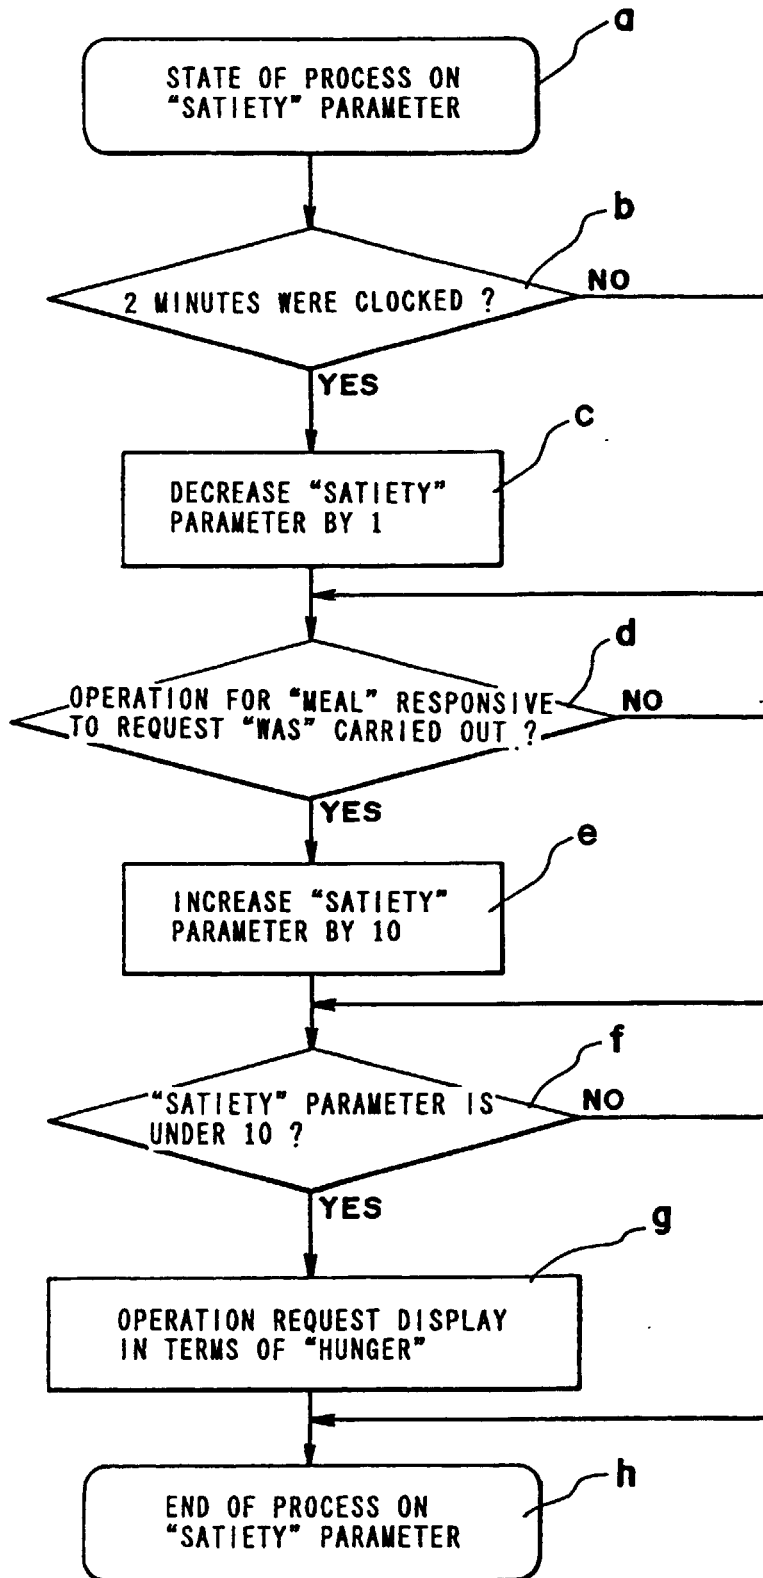 a
STATE OF PROCESS ON
“SATIETY” PARAMETER
b
2 MINUTES WERE CLOCKED ?
NO
YES
c
DECREASE “SATIETY”
PARAMETER BY 1
d
OPERATION FOR “MEAL” RESPONSIVE
TO REQUEST “WAS” CARRIED OUT ?
NO
YES
e
INCREASE “SATIETY”
PARAMETER BY 10
f
“SATIETY” PARAMETER IS
UNDER 10 ?
NO
YES
g
OPERATION REQUEST DISPLAY
IN TERMS OF “HUNGER”
h
END OF PROCESS ON
“SATIETY” PARAMETER